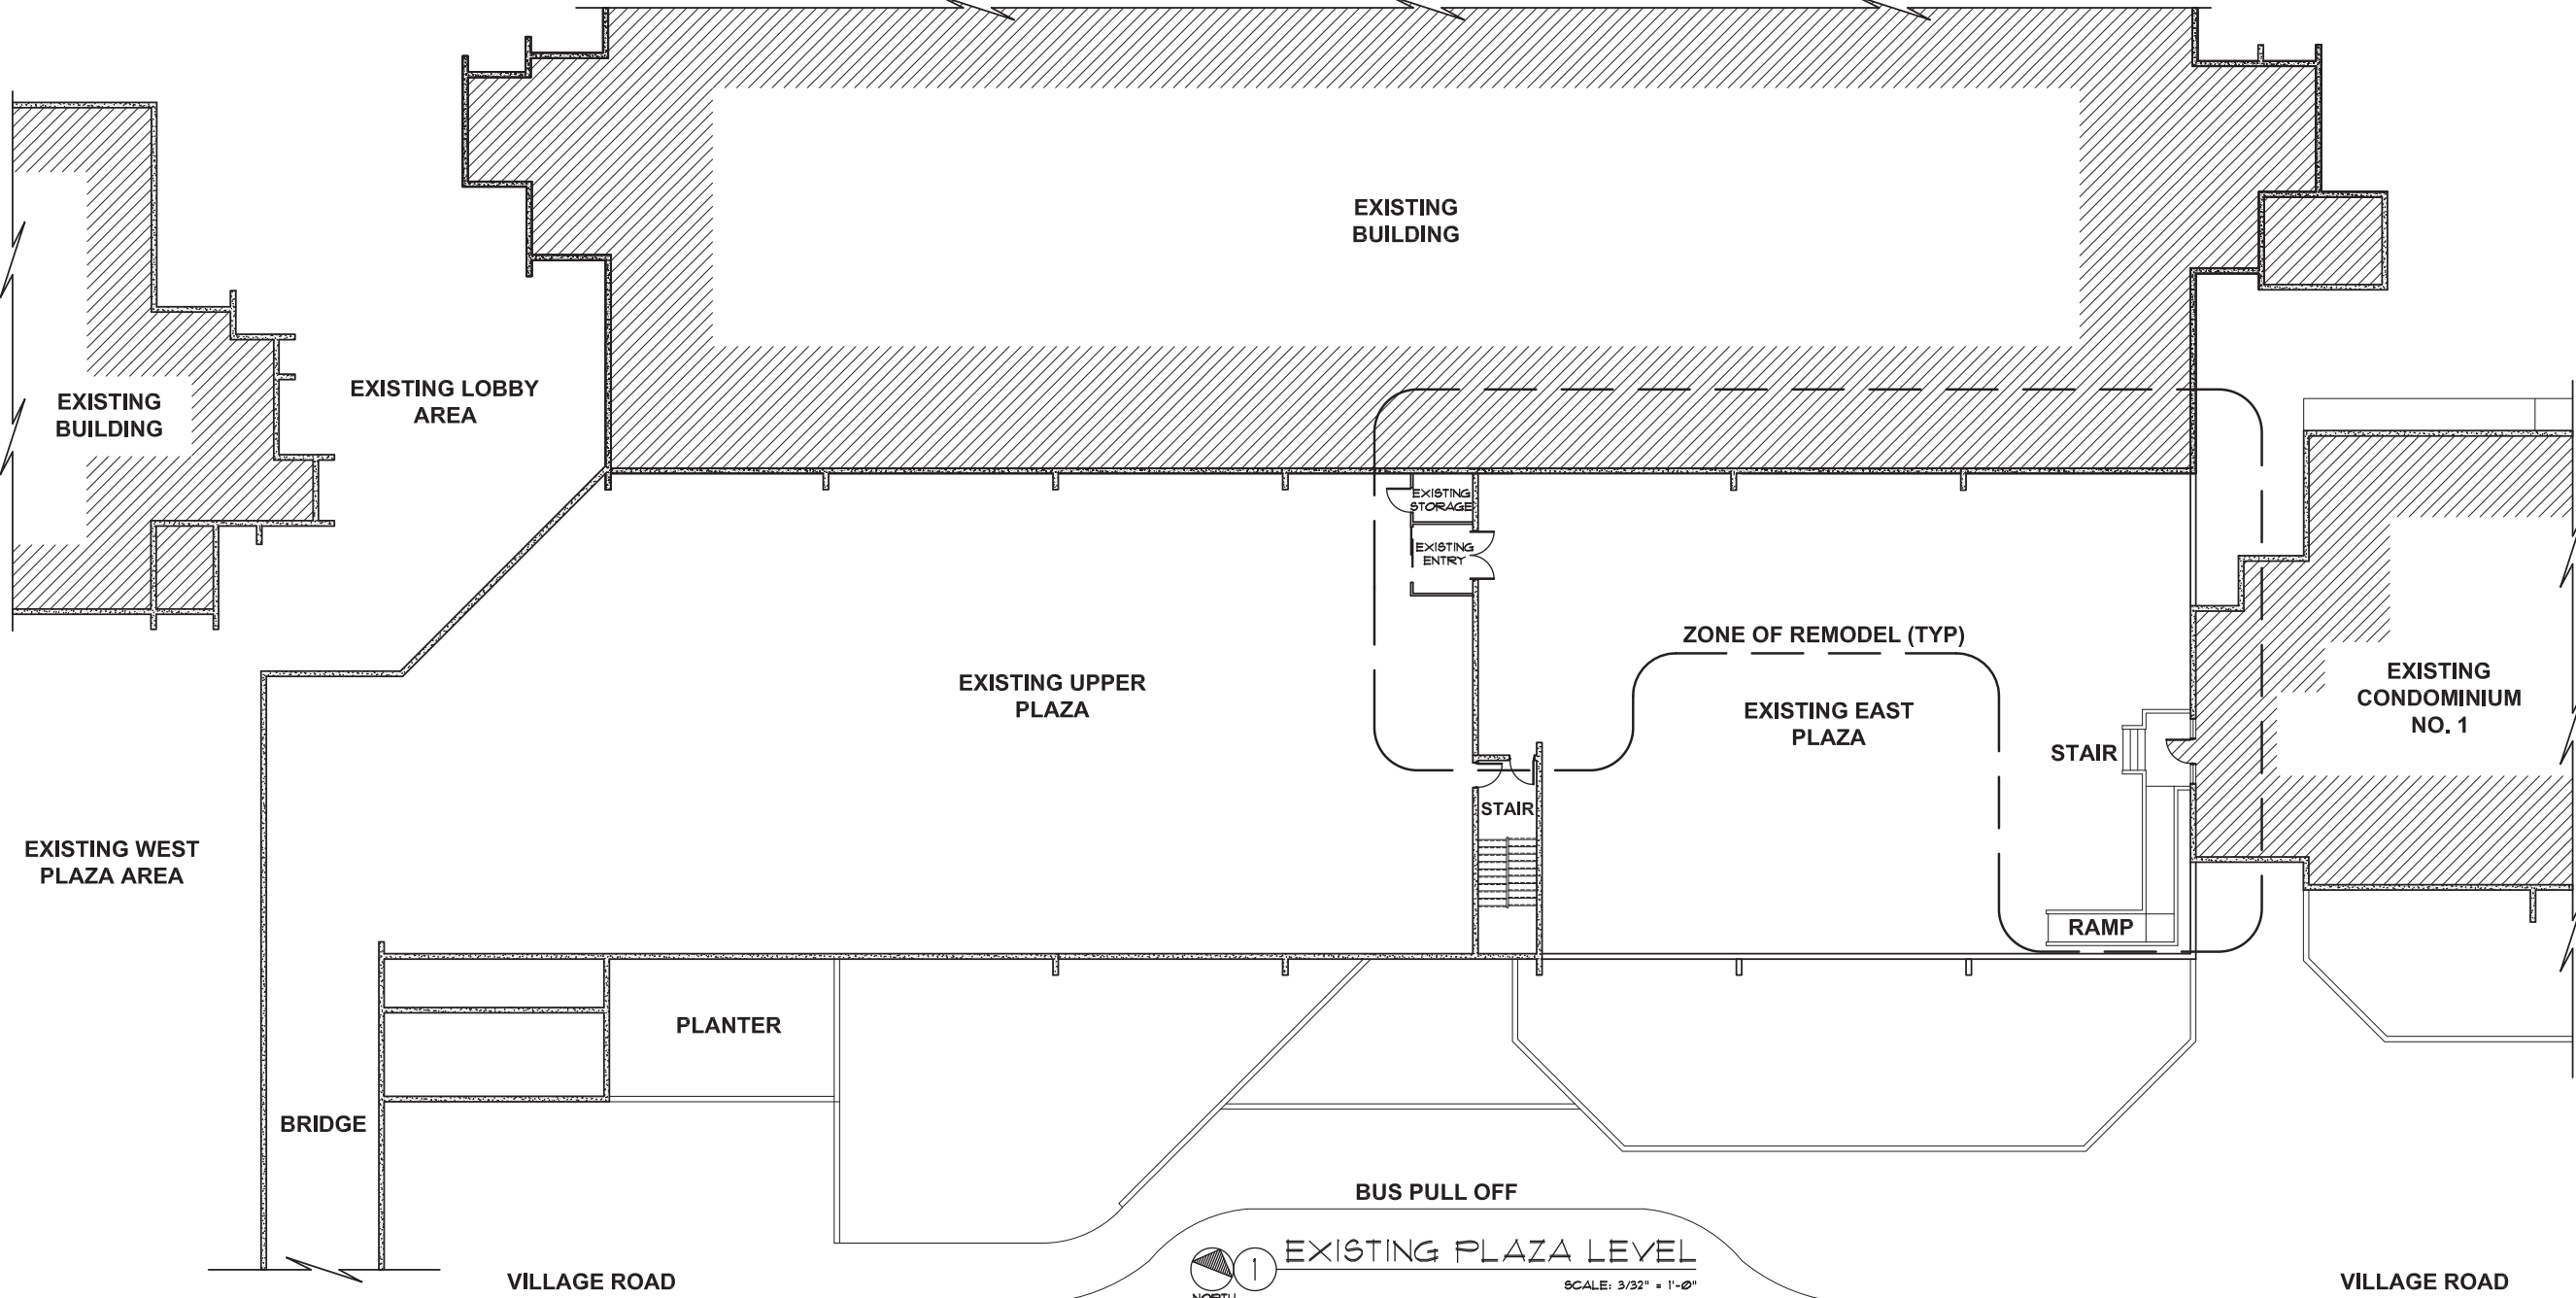 EXISTING
BUILDING
EXISTING LOBBY
AREA
EXISTING
BUILDING
EXISTING
STORAGE
EXISTING
ENTRY
ZONE OF REMODEL (TYP)
EXISTING UPPER
PLAZA
EXISTING EAST
PLAZA
EXISTING
CONDOMINIUM
NO. 1
STAIR
STAIR
EXISTING WEST
PLAZA AREA
RAMP
PLANTER
BRIDGE
BUS PULL OFF
1
EXISTING PLAZA LEVEL
SCALE: 3/32" = 1'-0"
NORTH
VILLAGE ROAD
VILLAGE ROAD